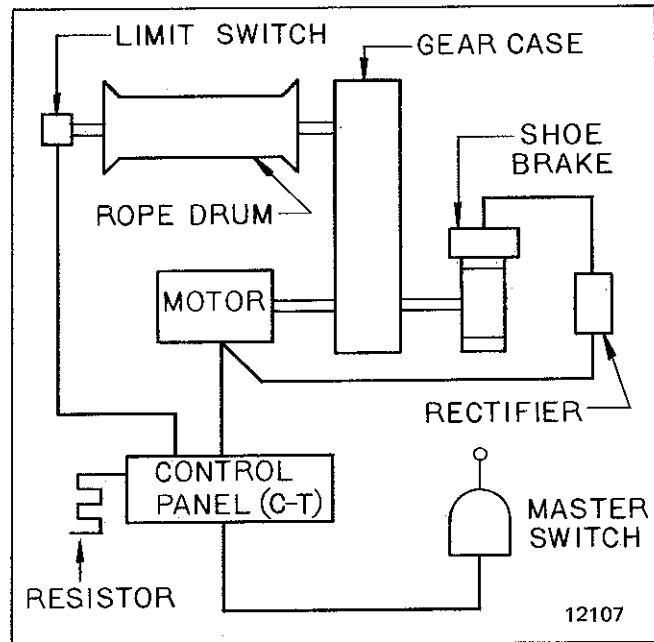 LIMIT SWITCH
GEAR CASE
SHOE
BRAKE
ROPE DRUM
MOTOR
RECTIFIER
CONTROL
PANEL (C-T)
MASTER
SWITCH
RESISTOR
12107